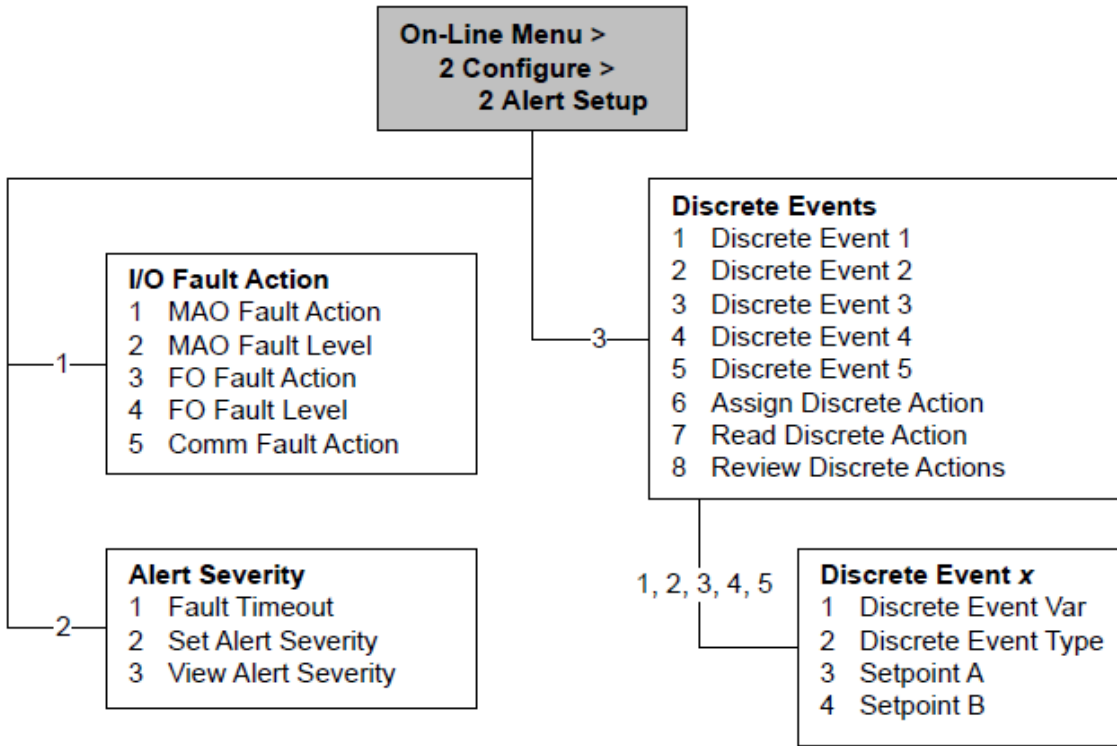 On-Line Menu >
2 Configure >
2 Alert Setup
Discrete Events
1 Discrete Event 1
2 Discrete Event 2
3 Discrete Event 3
4 Discrete Event 4
5 Discrete Event 5
6 Assign Discrete Action
7 Read Discrete Action
8 Review Discrete Actions
3
I/O Fault Action
1 MAO Fault Action
2 MAO Fault Level
3 FO Fault Action
4 FO Fault Level
5 Comm Fault Action
1
Alert Severity
1 Fault Timeout
2 Set Alert Severity
3 View Alert Severity
2
1, 2, 3, 4, 5
Discrete Event x
1 Discrete Event Var
2 Discrete Event Type
3 Setpoint A
4 Setpoint B